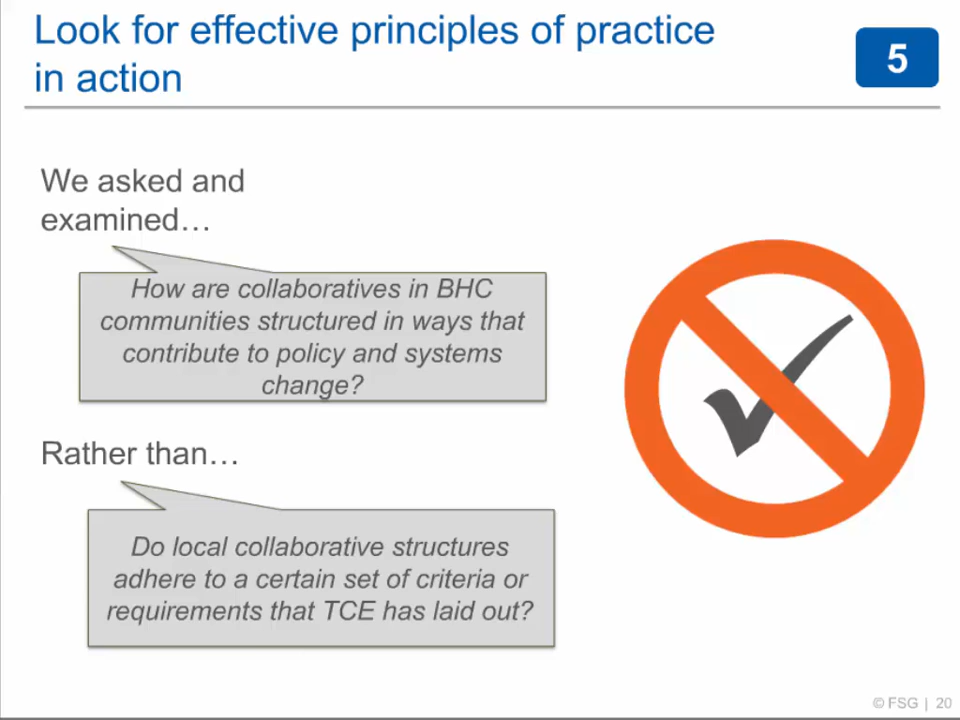 Look for effective principles of practice
in action
5
We asked and
examined…
How are collaboratives in BHC
communities structured in ways that
contribute to policy and systems
change?
Rather than…
Do local collaborative structures
adhere to a certain set of criteria or
requirements that TCE has laid out?
© FSG | 20